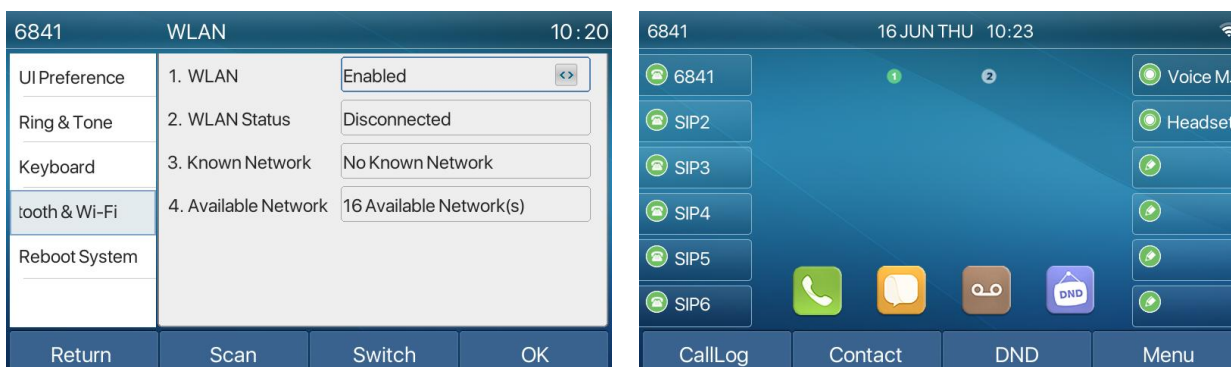 6841 WLAN 10:20
UI Preference
Ring & Tone
Keyboard
tooth & Wi-Fi
Reboot System
1. WLAN Enabled
2. WLAN Status Disconnected
3. Known Network No Known Network
4. Available Network 16 Available Network(s)
Return Scan Switch OK
6841 16 JUN THU 10:23
6841
SIP2
SIP3
SIP4
SIP5
SIP6
1 2
DND
Voice M
Headset
CallLog Contact DND Menu